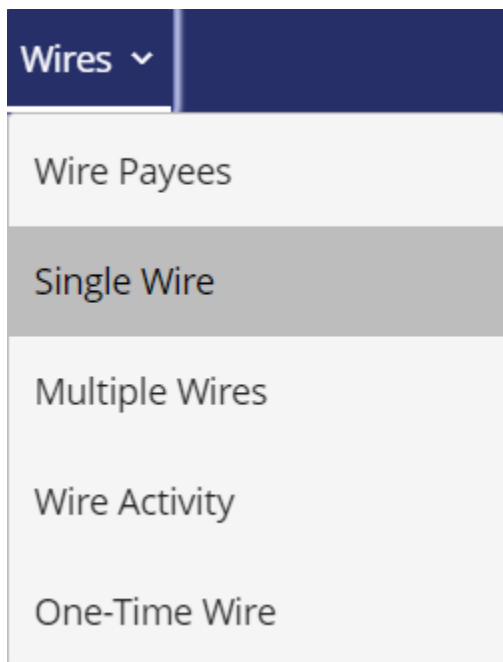 Wires
Wire Payees
Single Wire
Multiple Wires
Wire Activity
One-Time Wire